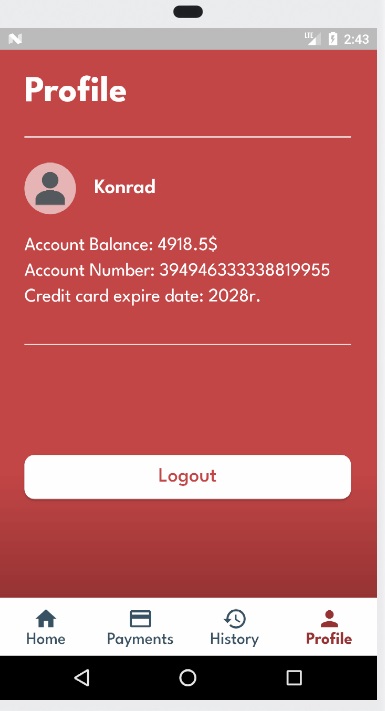 LTE 2:43
Profile
Konrad
Account Balance: 4918.5$
Account Number: 394946333338819955
Credit card expire date: 2028r.
Logout
Home Payments History Profile